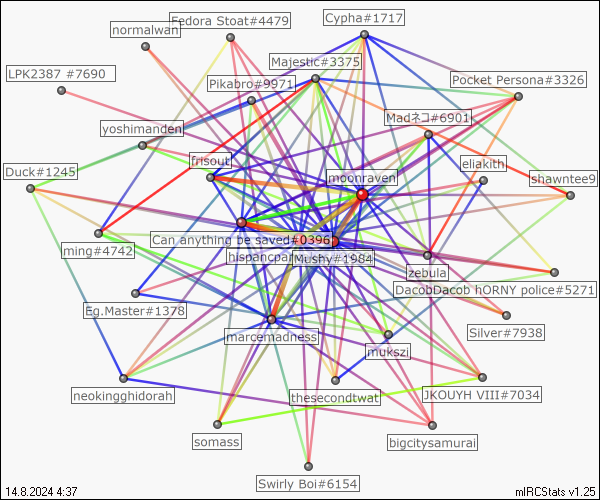 Fedora Stoat#4479
Cypha#1717
normalwan
Majestic#3375
LPK2387 #7690
Pikabro#9971
Pocket Persona#3326
Madネコ#6901
yoshimanden
frisout
eliakith
Duck#1245
moonraven
shawntee9
ming#4742
Can anything be saved#0396
hispancpar
Mushy#1984
zebula
DacobDacob hORNY police#5271
Eg.Master#1378
Silver#7938
marcemadness
mukszi
neokingghidorah
thesecondtwat
JKOUYH VIII#7034
somass
bigcitysamurai
Swirly Boi#6154
14.8.2024 4:37
mIRCStats v1.25